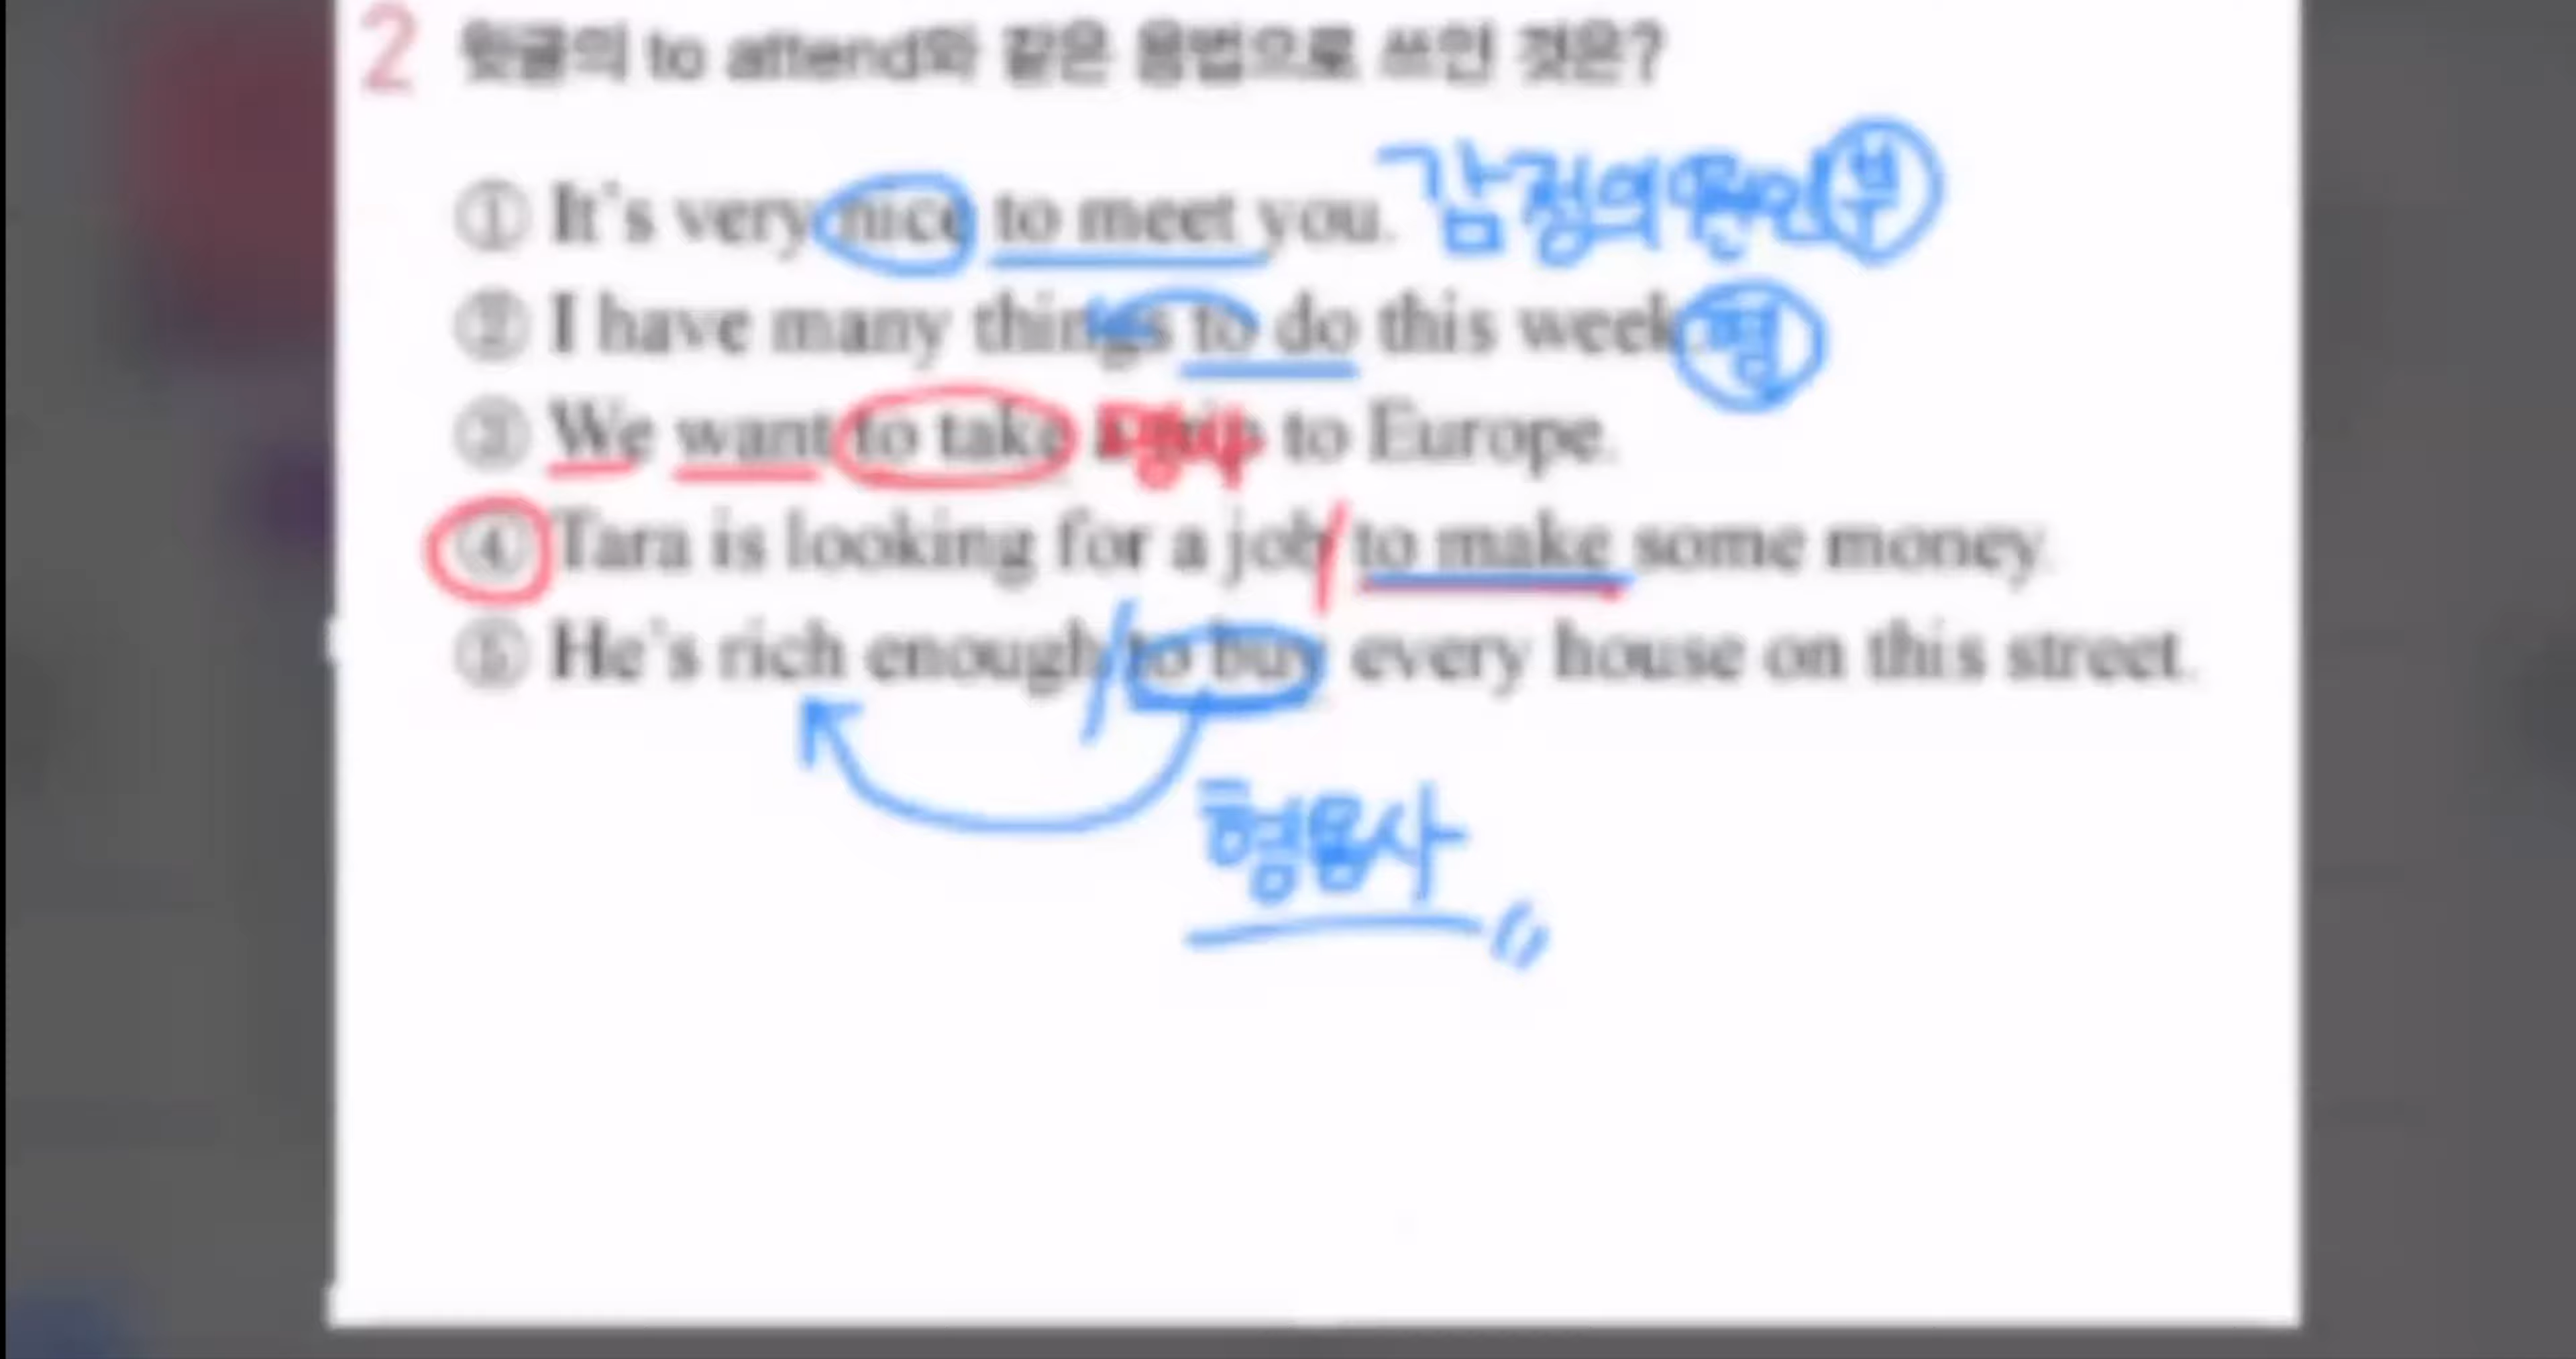 2 윗글의 to attend와 같은 용법으로 쓰인 것은?
① It's very nice to meet you. 감정의 원인 부
② I have many things to do this week. 형
③ We want to take a trip to Europe. 명사
④ Tara is looking for a job / to make some money.
⑤ He's rich enough / to buy every house on this street.
형용사